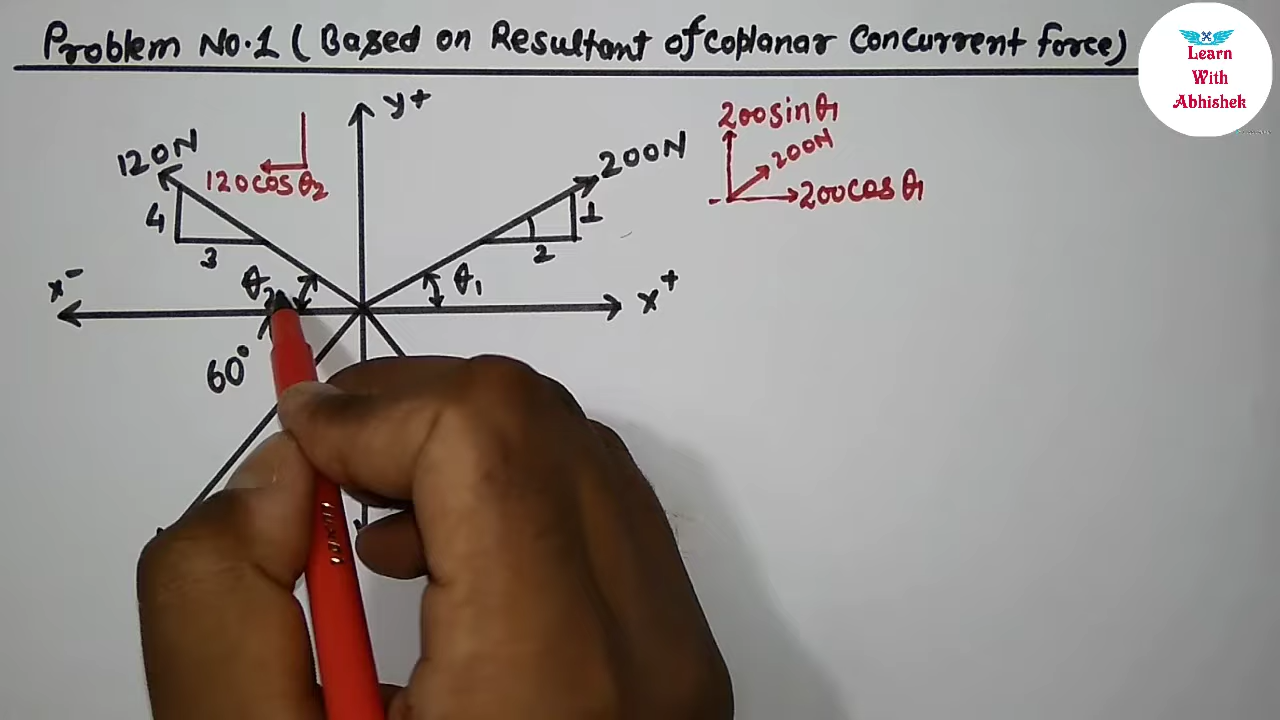 Problem No.1 (Based on Resultant of coplanar concurrent force)
Learn
With
Abhishek
y+
200sinθ1
120N
200N
200N
120cosθ2
200cosθ1
4
1
3
2
x-
θ2
θ1
x+
60°